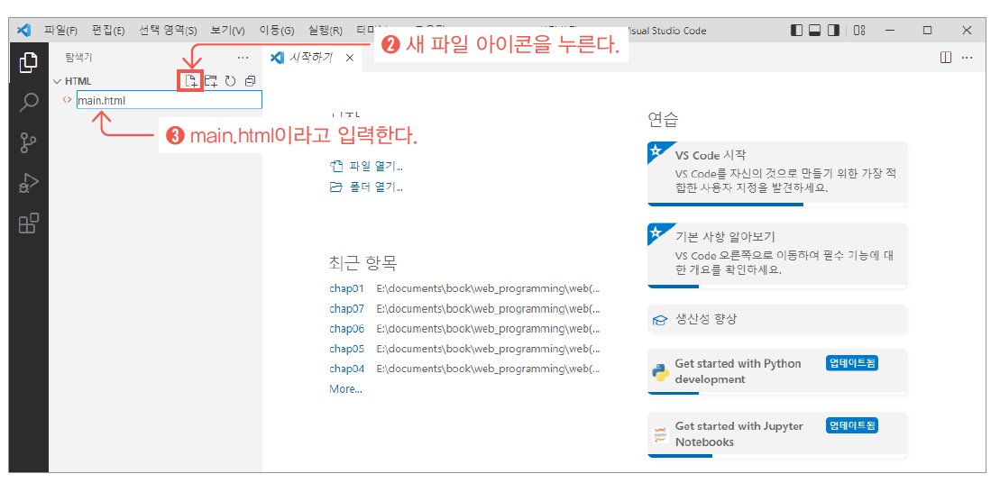 파일(F) 편집(E) 선택 영역(S) 보기(V) 이동(G) 실행(R) Visual Studio Code
❷ 새 파일 아이콘을 누른다.
탐색기 ··· 시작하기 ×
HTML
<> main.html
❸ main.html이라고 입력한다.
파일 열기...
폴더 열기...
최근 항목
chap01 E:\documents\book\web_programming\web(...
chap07 E:\documents\book\web_programming\web(...
chap06 E:\documents\book\web_programming\web(...
chap05 E:\documents\book\web_programming\web(...
chap04 E:\documents\book\web_programming\web(...
More...
연습
VS Code 시작
VS Code를 자신의 것으로 만들기 위한 가장 적
합한 사용자 지정을 발견하세요.
기본 사항 알아보기
VS Code 오른쪽으로 이동하여 필수 기능에 대
한 개요를 확인하세요.
생산성 향상
Get started with Python 업데이트됨
development
Get started with Jupyter 업데이트됨
Notebooks